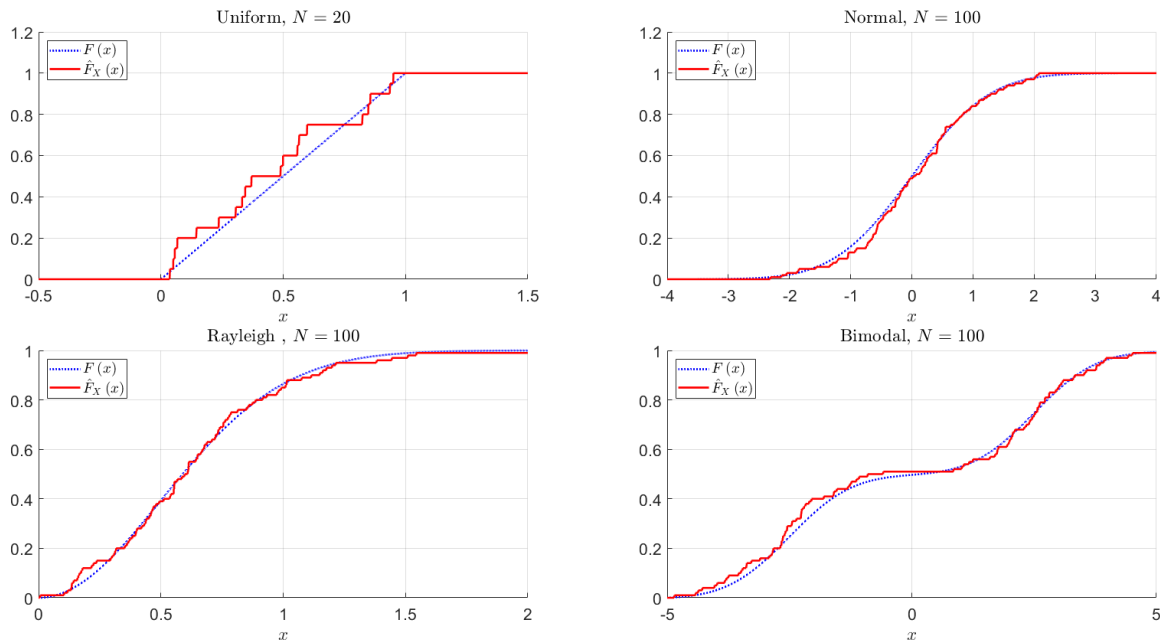 Uniform, N = 20
1.2
1
0.8
0.6
0.4
0.2
0
F (x)
F̂_X (x)
-0.5 0 0.5 1 1.5
x
Normal, N = 100
1.2
1
0.8
0.6
0.4
0.2
0
F (x)
F̂_X (x)
-4 -3 -2 -1 0 1 2 3 4
x
Rayleigh , N = 100
1
0.8
0.6
0.4
0.2
0
F (x)
F̂_X (x)
0 0.5 1 1.5 2
x
Bimodal, N = 100
1
0.8
0.6
0.4
0.2
0
F (x)
F̂_X (x)
-5 0 5
x